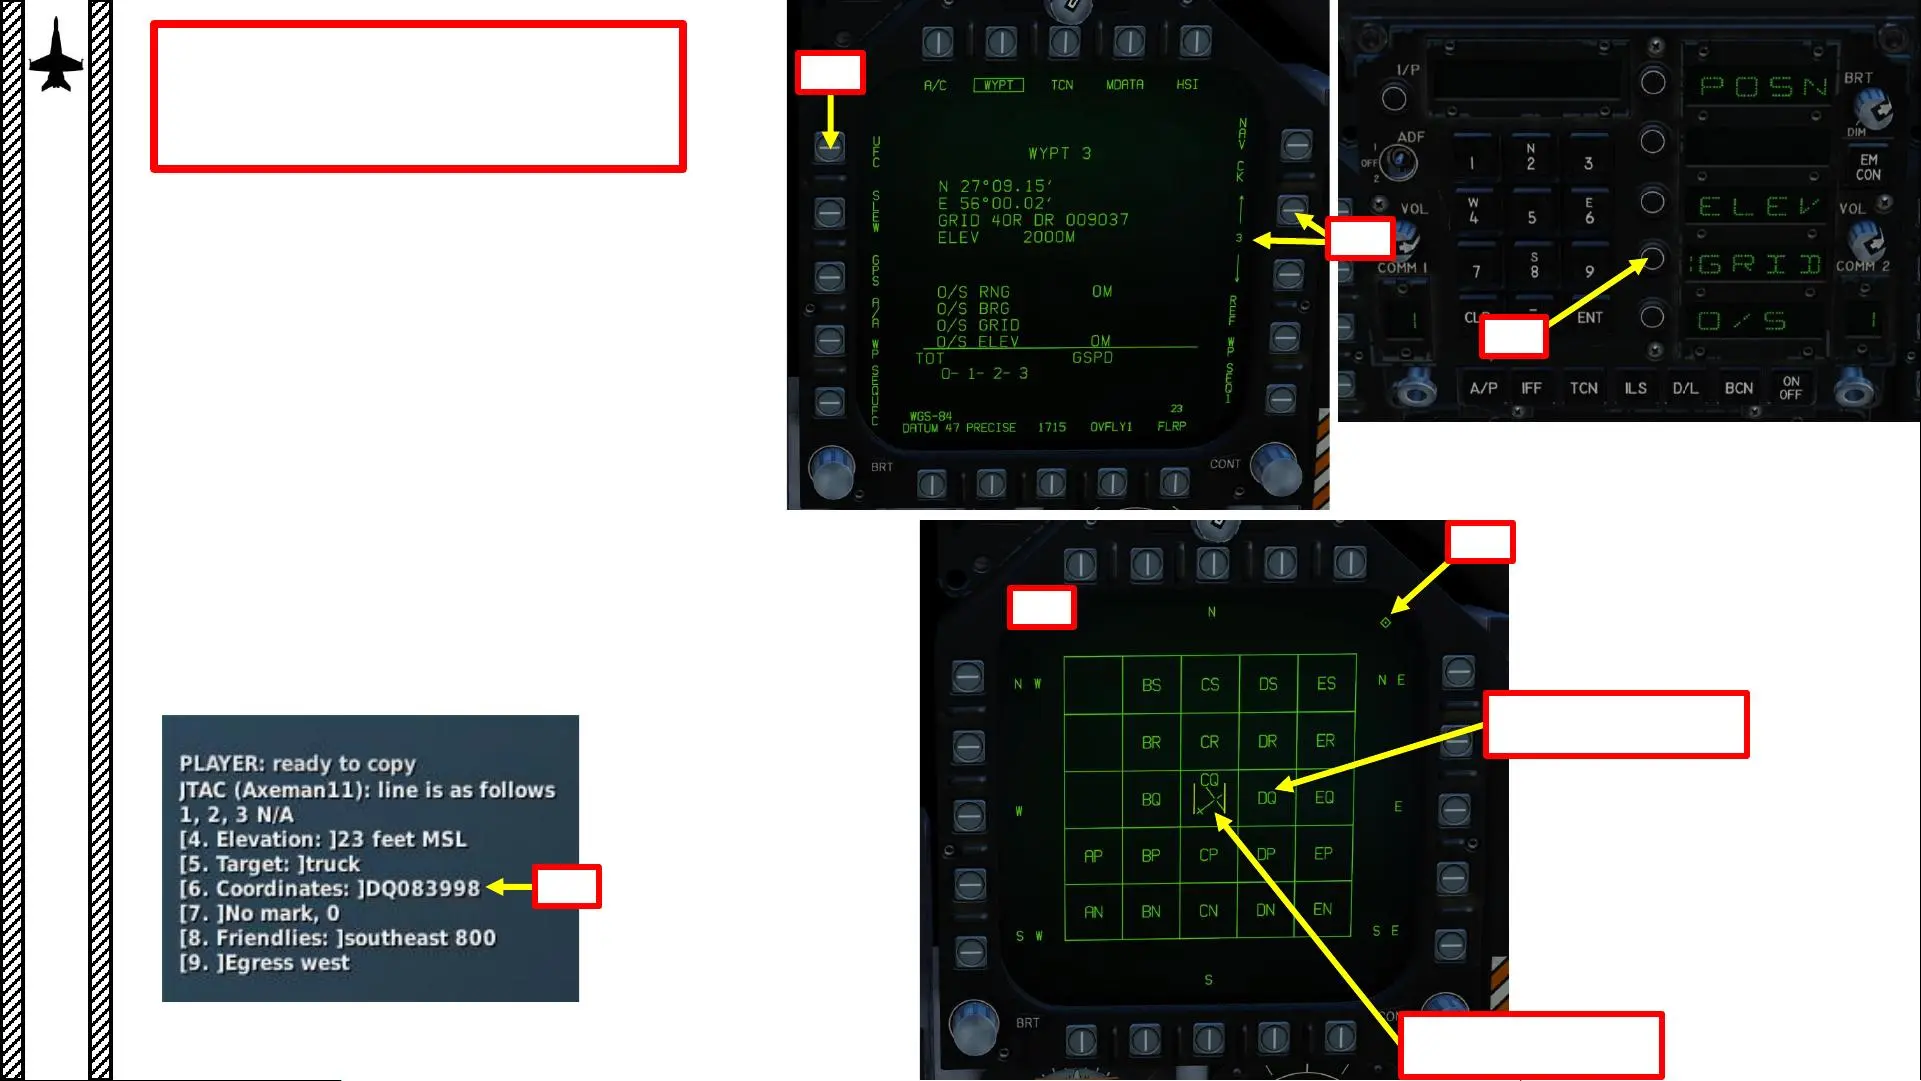 A/C WYPT TCN MDATA HSI
UFC
SLEW
GPS
A/A WP
SEQUFC
NAV CK
3
REF WP
SEQ1
WYPT 3
N 27°09.15′
E 56°00.02′
GRID 40R DR 009037
ELEV 2000M
O/S RNG 0M
O/S BRG
O/S GRID
O/S ELEV 0M
TOT GSPD
0- 1- 2- 3
23
WGS-84
DATUM 47 PRECISE 1715 OVFLY1 FLRP
BRT CONT
I/P
ADF
1
OFF
2
VOL
COMM 1
1
1
N
2
3
W
4
5
E
6
7
S
8
9
ENT
POSN
ELEV
:GRID
O/S
BRT
DIM
EM
CON
VOL
COMM 2
1
A/P IFF TCN ILS D/L BCN ON
OFF
N
N W N E
BS CS DS ES
BR CR DR ER
W BQ CQ DQ EQ E
AP BP CP DP EP
AN BN CN DN EN
S W S E
S
BRT
PLAYER: ready to copy
JTAC (Axeman11): line is as follows
1, 2, 3 N/A
[4. Elevation: ]23 feet MSL
[5. Target: ]truck
[6. Coordinates: ]DQ083998
[7. ]No mark, 0
[8. Friendlies: ]southeast 800
[9. ]Egress west